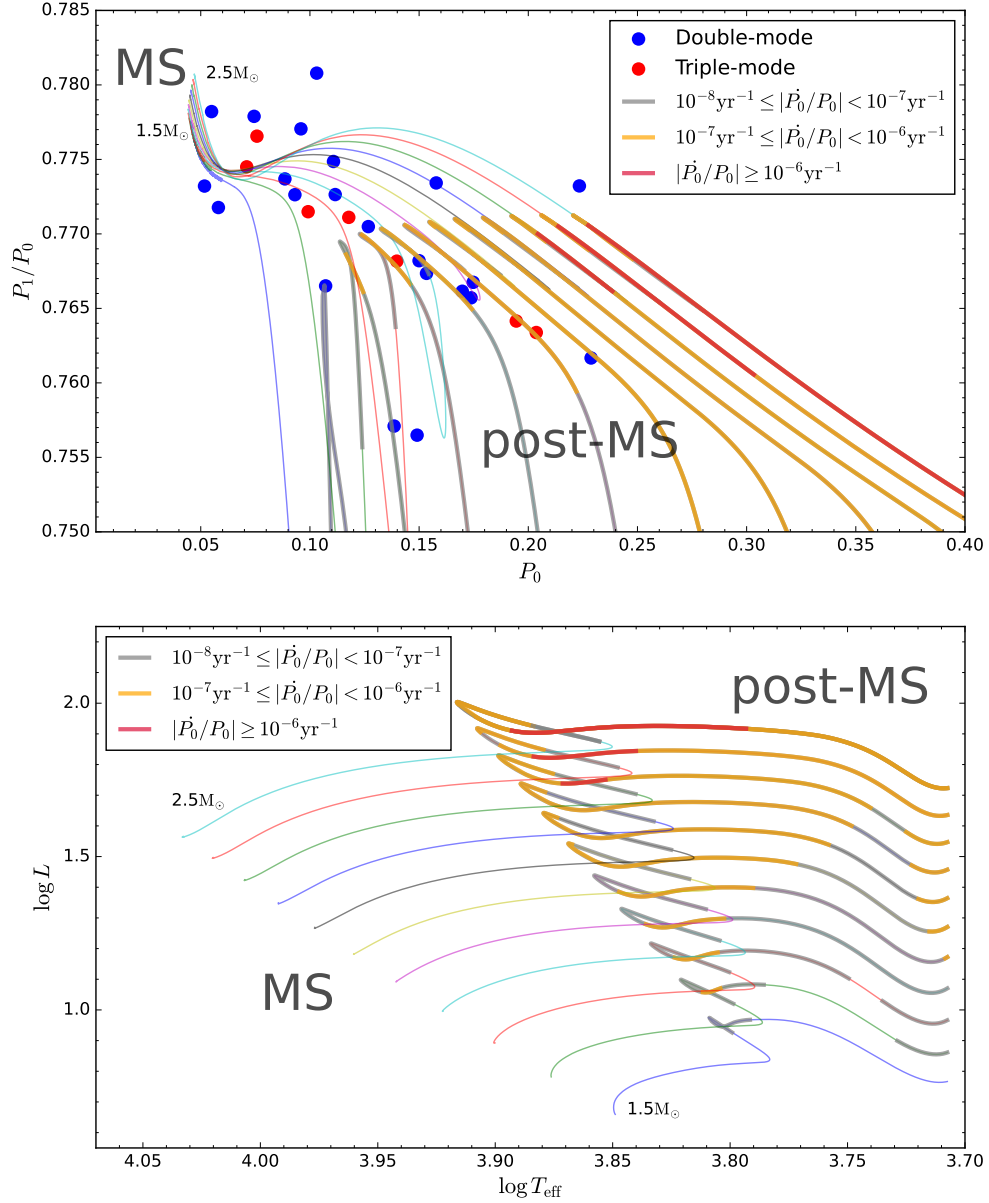 0.785
0.780
0.775
0.770
0.765
0.760
0.755
0.750
P₁/P₀
MS
2.5M⊙
1.5M⊙
Double-mode
Triple-mode
10⁻⁸yr⁻¹ ≤ |Ṗ₀/P₀| < 10⁻⁷yr⁻¹
10⁻⁷yr⁻¹ ≤ |Ṗ₀/P₀| < 10⁻⁶yr⁻¹
|Ṗ₀/P₀| ≥ 10⁻⁶yr⁻¹
post-MS
0.05 0.10 0.15 0.20 0.25 0.30 0.35 0.40
P₀
10⁻⁸yr⁻¹ ≤ |Ṗ₀/P₀| < 10⁻⁷yr⁻¹
10⁻⁷yr⁻¹ ≤ |Ṗ₀/P₀| < 10⁻⁶yr⁻¹
|Ṗ₀/P₀| ≥ 10⁻⁶yr⁻¹
post-MS
2.0
1.5
1.0
log L
2.5M⊙
MS
1.5M⊙
4.05 4.00 3.95 3.90 3.85 3.80 3.75 3.70
log T_eff